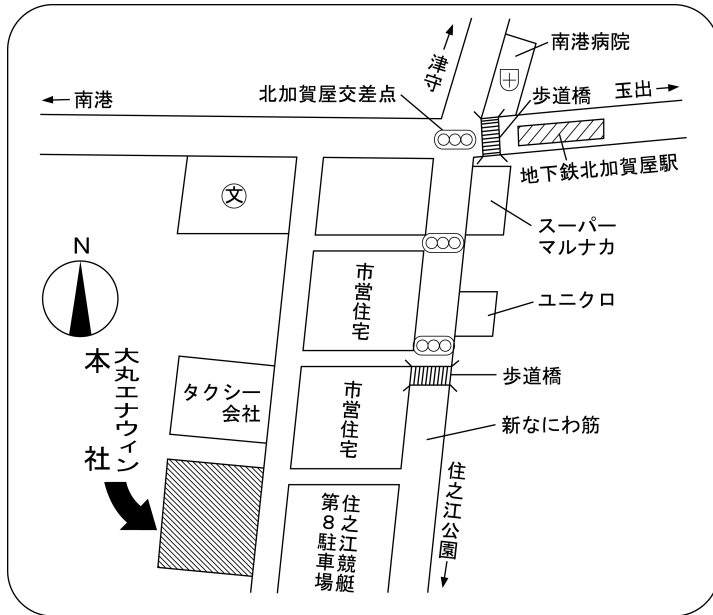 津守
南港病院
南港
北加賀屋交差点
歩道橋
玉出
地下鉄北加賀屋駅
文
スーパー
マルナカ
N
市営住宅
ユニクロ
大丸エナウィン
本社
タクシー
会社
市営住宅
歩道橋
新なにわ筋
住之江公園
住之江競艇
第8駐車場